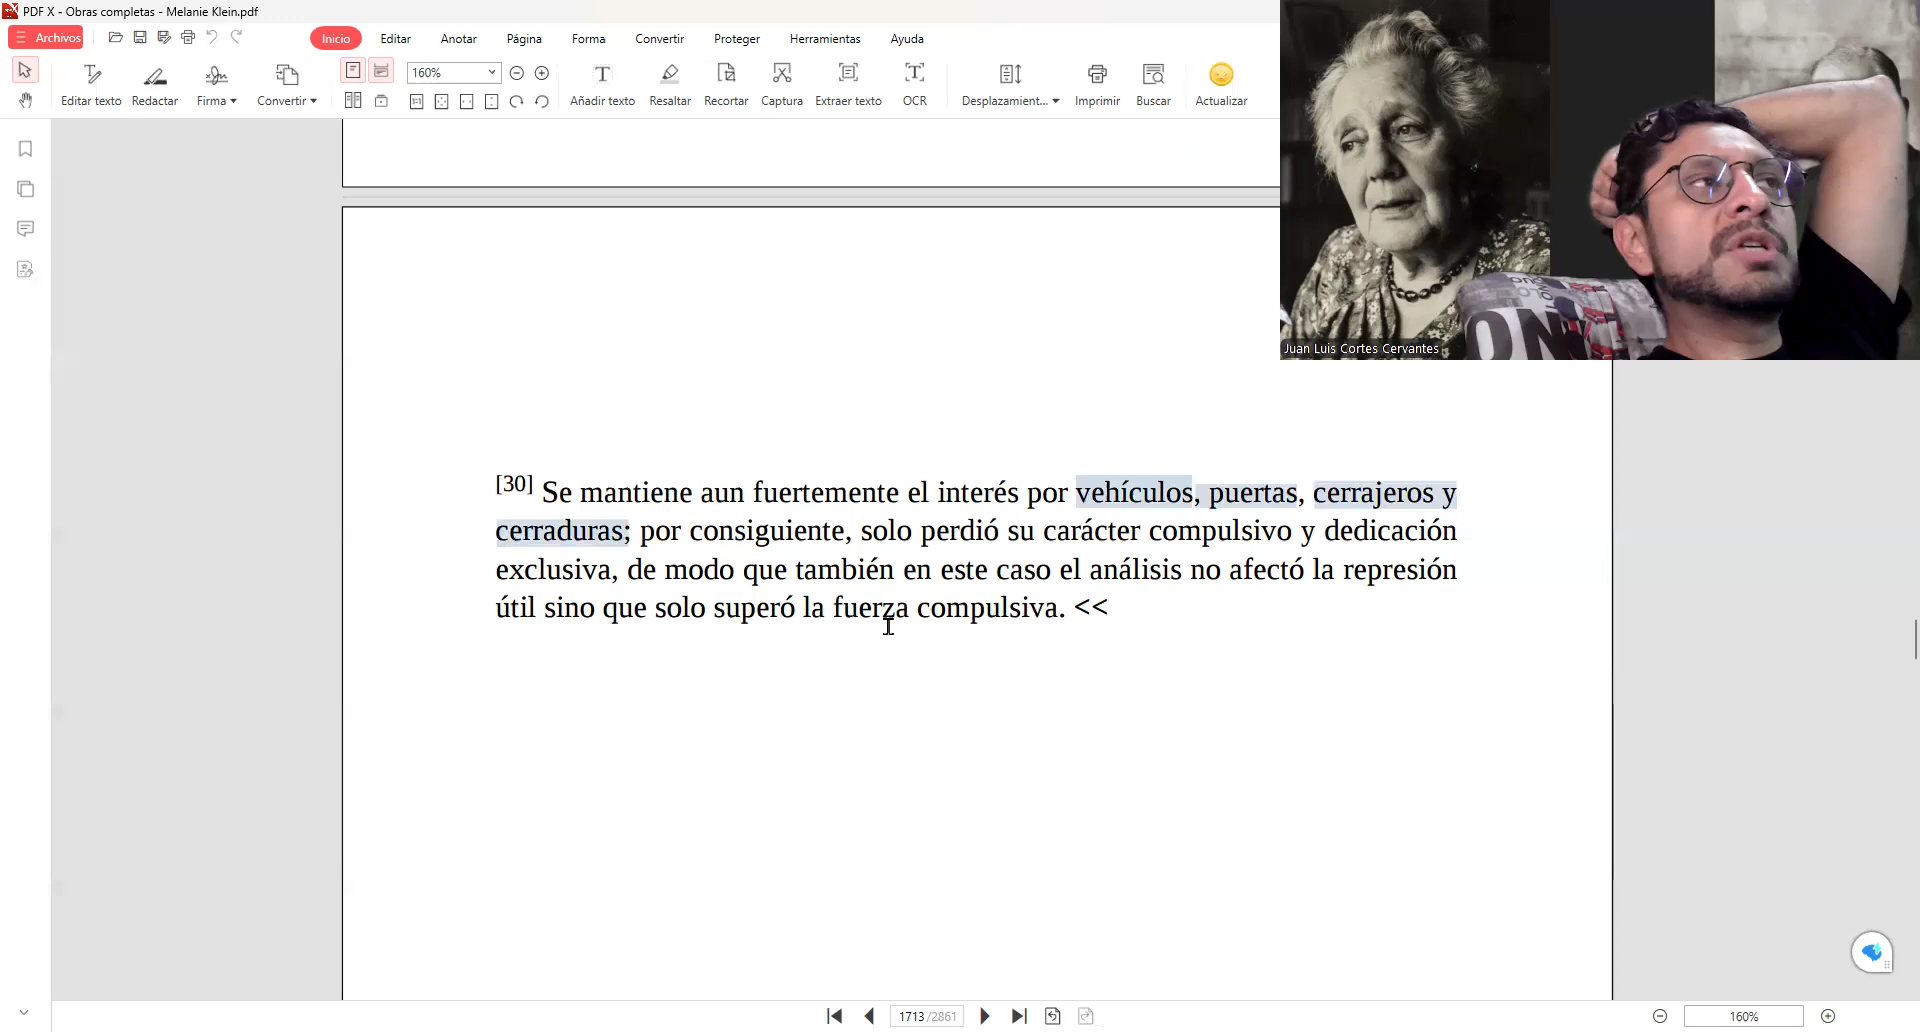 PDF X - Obras completas - Melanie Klein.pdf
Archivos
Inicio
Editar
Anotar
Página
Forma
Convertir
Proteger
Herramientas
Ayuda
160%
Editar texto
Redactar
Firma
Convertir
Añadir texto
Resaltar
Recortar
Captura
Extraer texto
OCR
Desplazamient...
Imprimir
Buscar
Actualizar
Juan Luis Cortes Cervantes
[30] Se mantiene aun fuertemente el interés por vehículos, puertas, cerrajeros y
cerraduras; por consiguiente, solo perdió su carácter compulsivo y dedicación
exclusiva, de modo que también en este caso el análisis no afectó la represión
útil sino que solo superó la fuerza compulsiva. <<
1713 /2861
160%